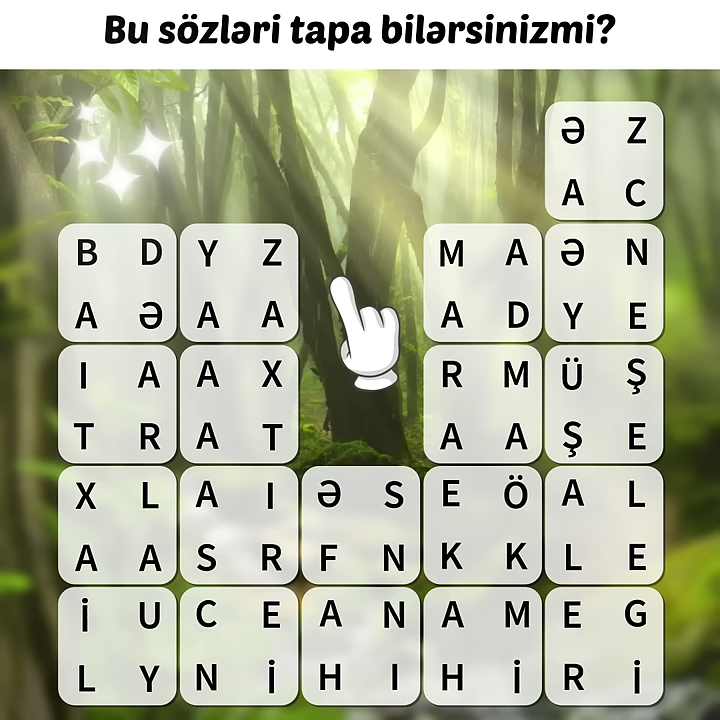 Bu sözləri tapa bilərsinizmi?
Ə Z
A C
B D Y Z M A Ə N
A Ə A A A D Y E
I A A X R M Ü Ş
T R A T A A Ş E
X L A I Ə S E Ö A L
A A S R F N K K L E
İ U C E A N A M E G
L Y N İ H I H İ R İ